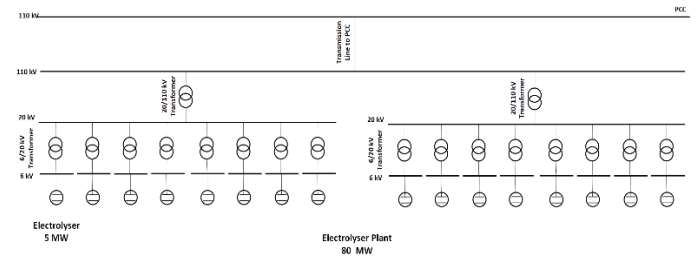 110 kV
PCC
Transmission
Line to PCC
110 kV
20/110 kV
Transformer
20/110 kV
Transformer
20 kV
20 kV
6/20 kV
Transformer
6/20 kV
Transformer
6 kV
6 kV
Electrolyser
5 MW
Electrolyser Plant
80 MW